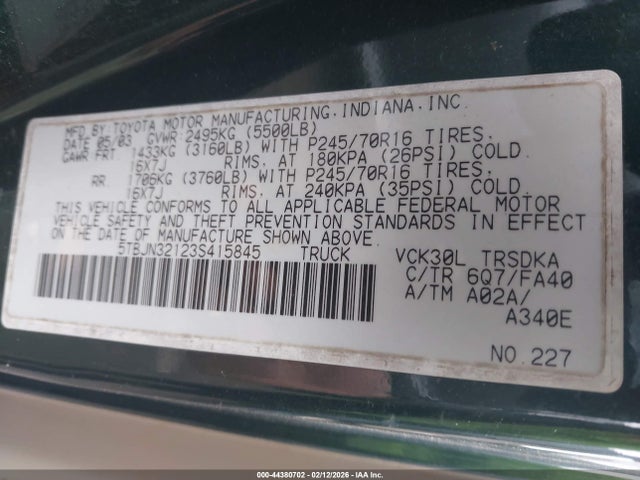 MFD.BY:TOYOTA MOTOR MANUFACTURING.INDIANA.INC.
DATE 05/03 GVWR 2495KG (5500LB)
GAWR FRT 1433KG (3160LB) WITH P245/70R16 TIRES.
16X7J RIMS. AT 180KPA (26PSI) COLD.
RR. 1706KG (3760LB) WITH P245/70R16 TIRES.
16X7J RIMS. AT 240KPA (35PSI) COLD.
THIS VEHICLE CONFORMS TO ALL APPLICABLE FEDERAL MOTOR
VEHICLE SAFETY AND THEFT PREVENTION STANDARDS IN EFFECT
ON THE DATE OF MANUFACTURE SHOWN ABOVE.
5TBJN32123S415845 TRUCK VCK30L TRSDKA
C/TR 6Q7/FA40
A/TM A02A/
A340E
NO.227
000-44380702 - 02/12/2026 - IAA Corp.